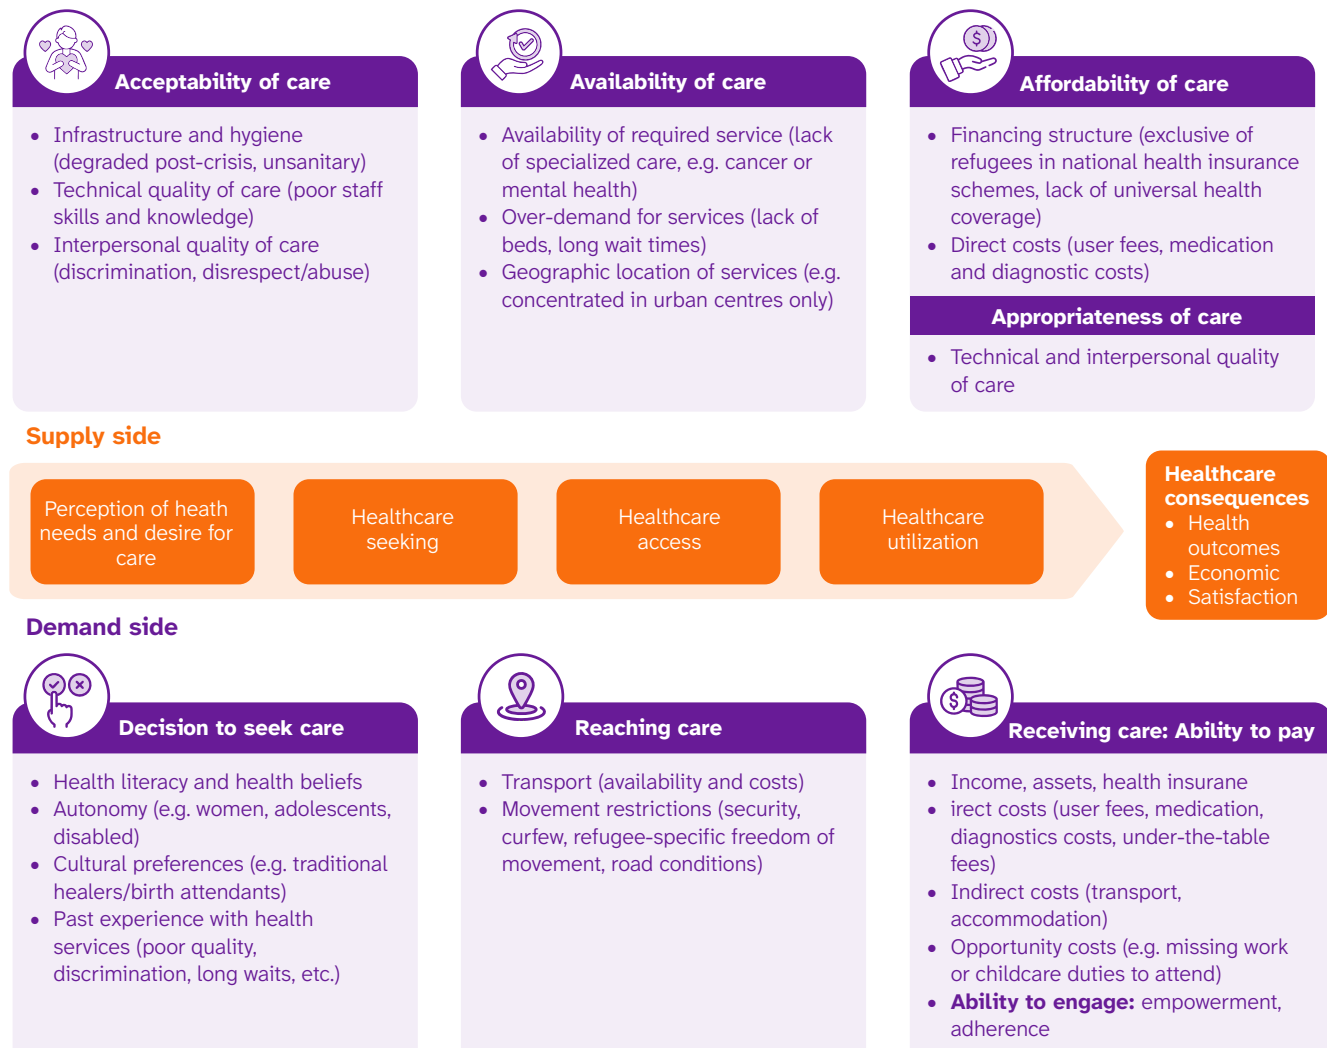 Acceptability of care
• Infrastructure and hygiene
(degraded post-crisis, unsanitary)
• Technical quality of care (poor staff
skills and knowledge)
• Interpersonal quality of care
(discrimination, disrespect/abuse)
Availability of care
• Availability of required service (lack
of specialized care, e.g. cancer or
mental health)
• Over-demand for services (lack of
beds, long wait times)
• Geographic location of services (e.g.
concentrated in urban centres only)
Affordability of care
• Financing structure (exclusive of
refugees in national health insurance
schemes, lack of universal health
coverage)
• Direct costs (user fees, medication
and diagnostic costs)
Appropriateness of care
• Technical and interpersonal quality
of care
Supply side
Perception of heath
needs and desire for
care
Healthcare
seeking
Healthcare
access
Healthcare
utilization
Healthcare
consequences
• Health
outcomes
• Economic
• Satisfaction
Demand side
Decision to seek care
• Health literacy and health beliefs
• Autonomy (e.g. women, adolescents,
disabled)
• Cultural preferences (e.g. traditional
healers/birth attendants)
• Past experience with health
services (poor quality,
discrimination, long waits, etc.)
Reaching care
• Transport (availability and costs)
• Movement restrictions (security,
curfew, refugee-specific freedom of
movement, road conditions)
Receiving care: Ability to pay
• Income, assets, health insurane
• irect costs (user fees, medication,
diagnostics costs, under-the-table
fees)
• Indirect costs (transport,
accommodation)
• Opportunity costs (e.g. missing work
or childcare duties to attend)
• Ability to engage: empowerment,
adherence